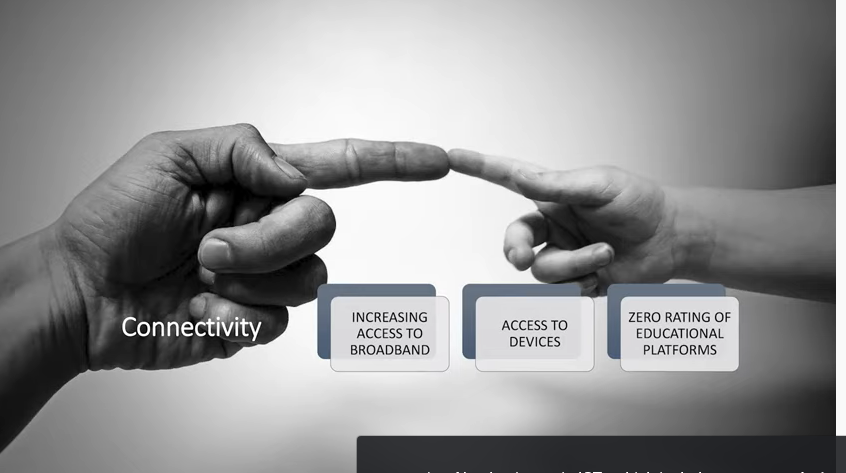 Connectivity
INCREASING
ACCESS TO
BROADBAND
ACCESS TO
DEVICES
ZERO RATING OF
EDUCATIONAL
PLATFORMS